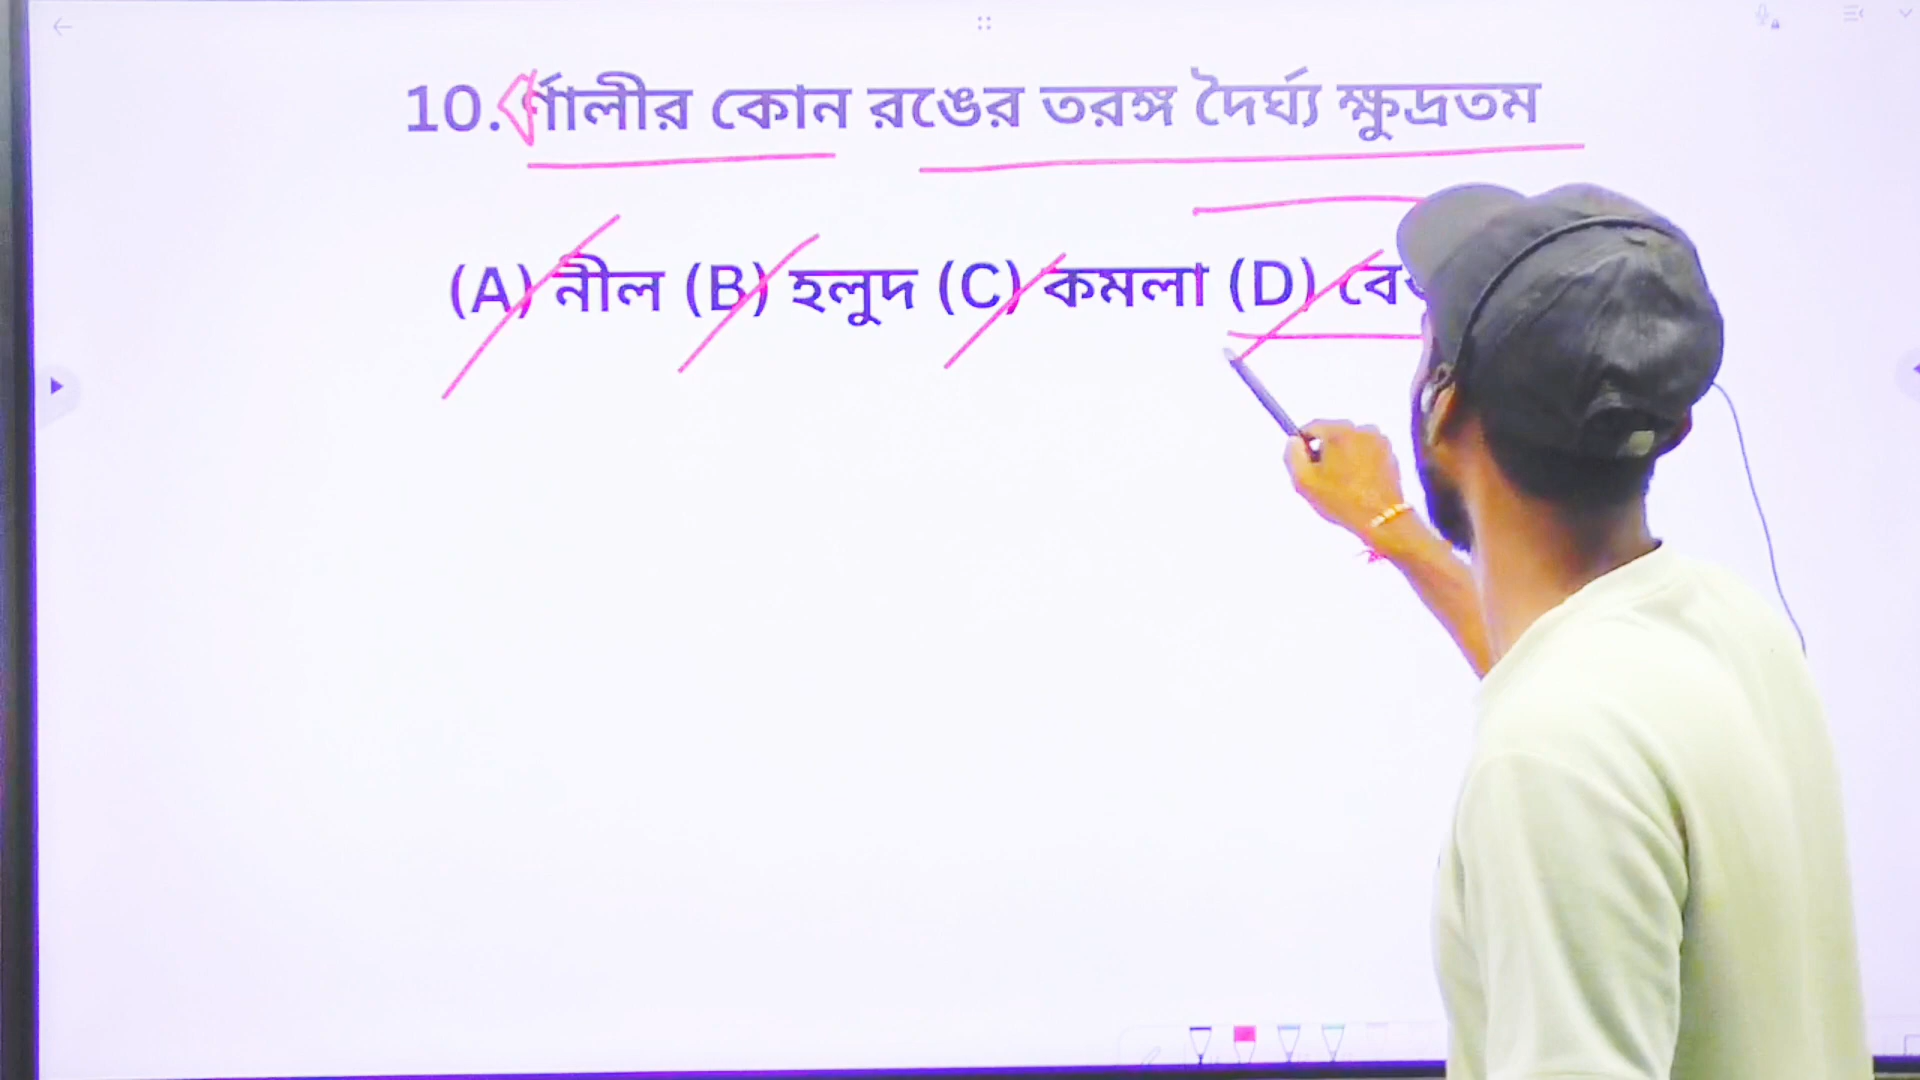 10. র্ণালীর কোন রঙের তরঙ্গ দৈর্ঘ্য ক্ষুদ্রতম
(A) নীল (B) হলুদ (C) কমলা (D)